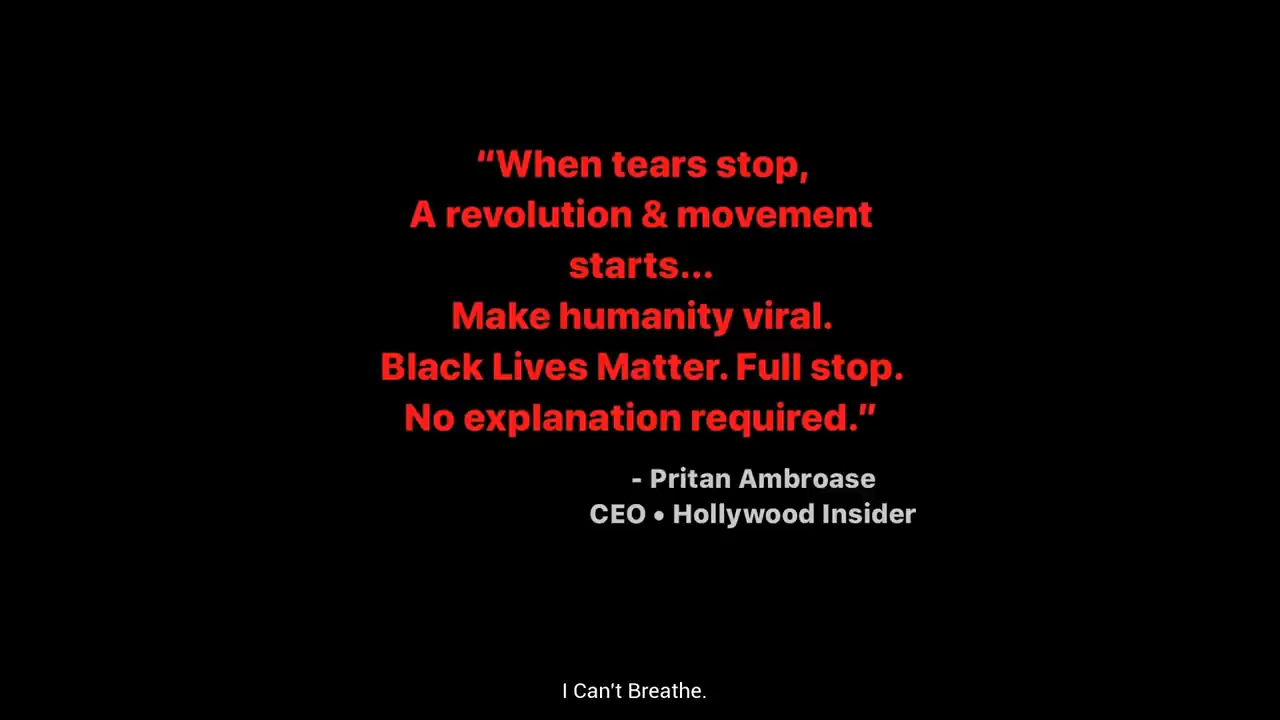 “When tears stop,
A revolution & movement
starts...
Make humanity viral.
Black Lives Matter. Full stop.
No explanation required.”
- Pritan Ambroase
CEO • Hollywood Insider
I Can't Breathe.